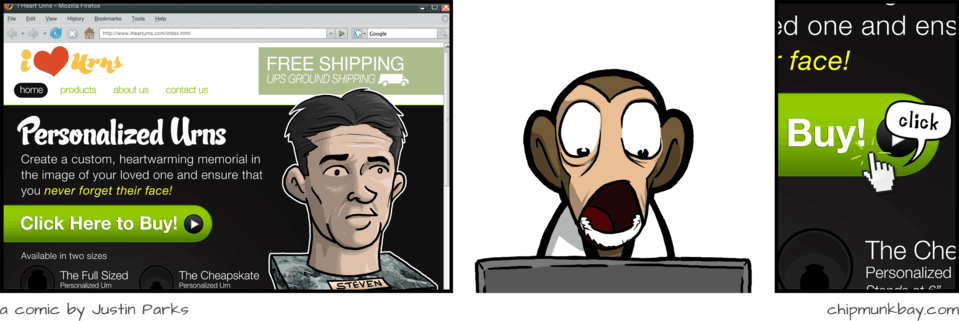 I Heart Urns - Mozilla Firefox
File Edit View History Bookmarks Tools Help
http://www.ihearturns.com/index.html
Google
i Urns
FREE SHIPPING
UPS GROUND SHIPPING
home products about us contact us
Personalized Urns
Create a custom, heartwarming memorial in
the image of your loved one and ensure that
you never forget their face!
Click Here to Buy!
Available in two sizes
The Full Sized
Personalized Urn
The Cheapskate
Personalized Urn
STEVEN
ed one and ens
face!
Buy!
click
The Che
Personalized
Stands at 6"
a comic by Justin Parks
chipmunkbay.com